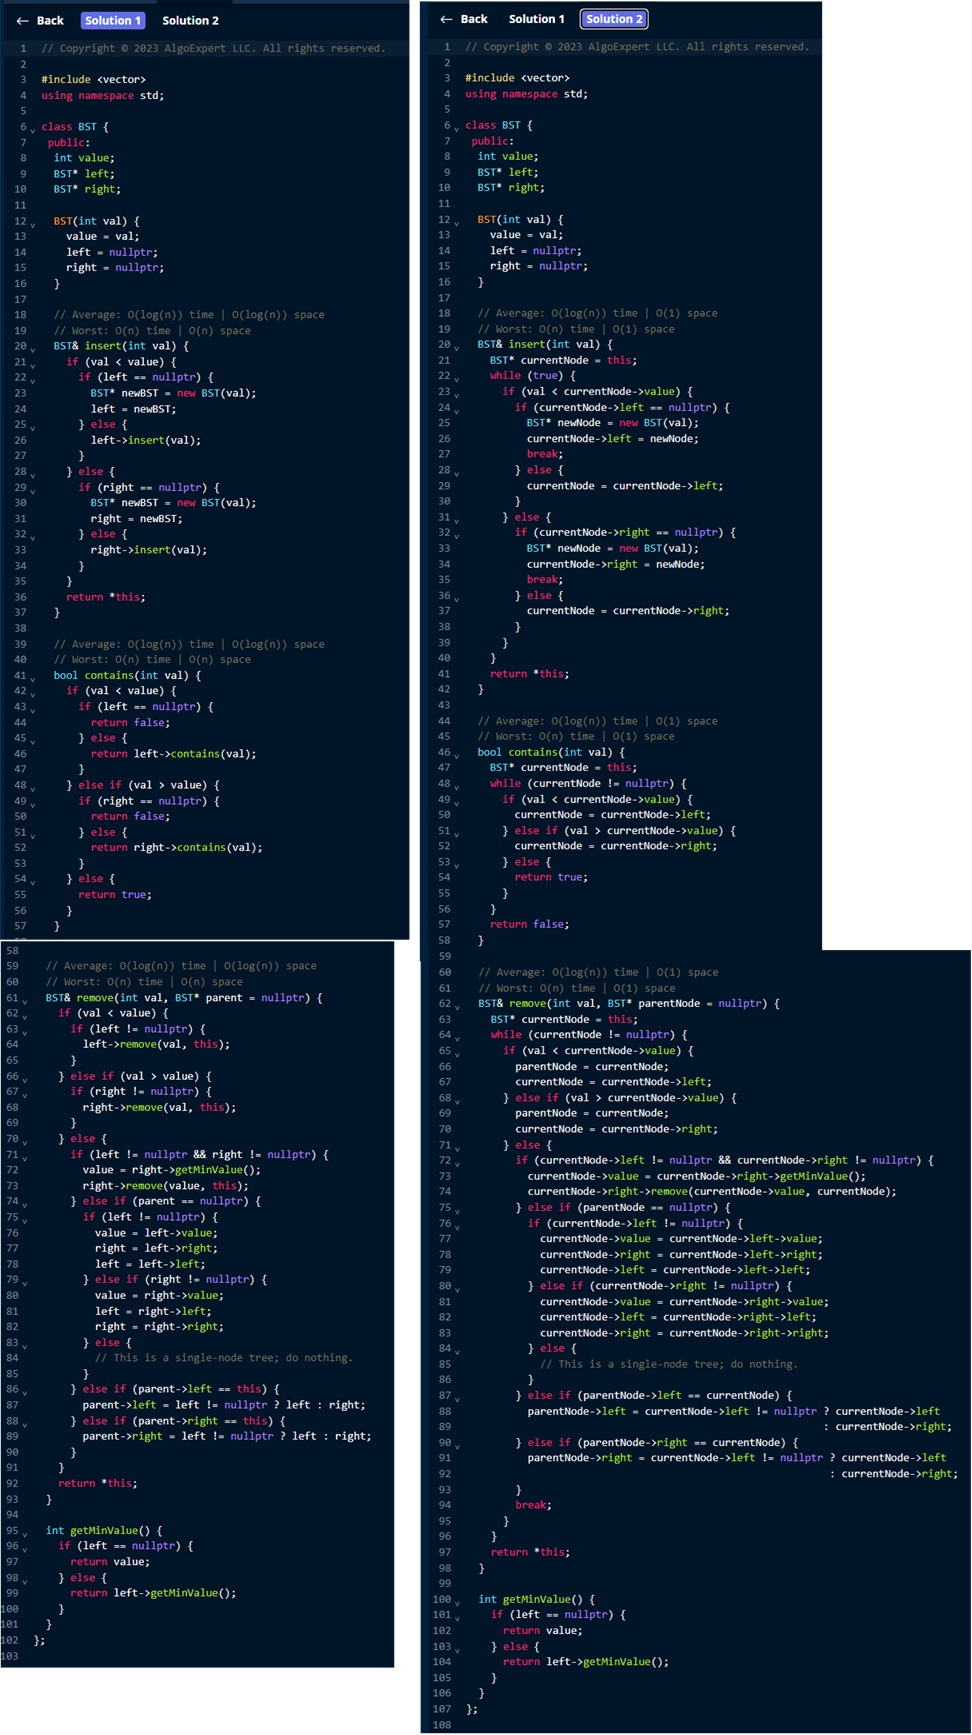 ← Back Solution 1 Solution 2
1 // Copyright © 2023 AlgoExpert LLC. All rights reserved.
2
3 #include <vector>
4 using namespace std;
5
6 class BST {
7 public:
8 int value;
9 BST* left;
10 BST* right;
11
12 BST(int val) {
13 value = val;
14 left = nullptr;
15 right = nullptr;
16 }
17
18 // Average: O(log(n)) time | O(log(n)) space
19 // Worst: O(n) time | O(n) space
20 BST& insert(int val) {
21 if (val < value) {
22 if (left == nullptr) {
23 BST* newBST = new BST(val);
24 left = newBST;
25 } else {
26 left->insert(val);
27 }
28 } else {
29 if (right == nullptr) {
30 BST* newBST = new BST(val);
31 right = newBST;
32 } else {
33 right->insert(val);
34 }
35 }
36 return *this;
37 }
38
39 // Average: O(log(n)) time | O(log(n)) space
40 // Worst: O(n) time | O(n) space
41 bool contains(int val) {
42 if (val < value) {
43 if (left == nullptr) {
44 return false;
45 } else {
46 return left->contains(val);
47 }
48 } else if (val > value) {
49 if (right == nullptr) {
50 return false;
51 } else {
52 return right->contains(val);
53 }
54 } else {
55 return true;
56 }
57 }
58
59 // Average: O(log(n)) time | O(log(n)) space
60 // Worst: O(n) time | O(n) space
61 BST& remove(int val, BST* parent = nullptr) {
62 if (val < value) {
63 if (left != nullptr) {
64 left->remove(val, this);
65 }
66 } else if (val > value) {
67 if (right != nullptr) {
68 right->remove(val, this);
69 }
70 } else {
71 if (left != nullptr && right != nullptr) {
72 value = right->getMinValue();
73 right->remove(value, this);
74 } else if (parent == nullptr) {
75 if (left != nullptr) {
76 value = left->value;
77 right = left->right;
78 left = left->left;
79 } else if (right != nullptr) {
80 value = right->value;
81 left = right->left;
82 right = right->right;
83 } else {
84 // This is a single-node tree; do nothing.
85 }
86 } else if (parent->left == this) {
87 parent->left = left != nullptr ? left : right;
88 } else if (parent->right == this) {
89 parent->right = left != nullptr ? left : right;
90 }
91 }
92 return *this;
93 }
94
95 int getMinValue() {
96 if (left == nullptr) {
97 return value;
98 } else {
99 return left->getMinValue();
100 }
101 }
102 };
103
← Back Solution 1 Solution 2
1 // Copyright © 2023 AlgoExpert LLC. All rights reserved.
2
3 #include <vector>
4 using namespace std;
5
6 class BST {
7 public:
8 int value;
9 BST* left;
10 BST* right;
11
12 BST(int val) {
13 value = val;
14 left = nullptr;
15 right = nullptr;
16 }
17
18 // Average: O(log(n)) time | O(1) space
19 // Worst: O(n) time | O(1) space
20 BST& insert(int val) {
21 BST* currentNode = this;
22 while (true) {
23 if (val < currentNode->value) {
24 if (currentNode->left == nullptr) {
25 BST* newNode = new BST(val);
26 currentNode->left = newNode;
27 break;
28 } else {
29 currentNode = currentNode->left;
30 }
31 } else {
32 if (currentNode->right == nullptr) {
33 BST* newNode = new BST(val);
34 currentNode->right = newNode;
35 break;
36 } else {
37 currentNode = currentNode->right;
38 }
39 }
40 }
41 return *this;
42 }
43
44 // Average: O(log(n)) time | O(1) space
45 // Worst: O(n) time | O(1) space
46 bool contains(int val) {
47 BST* currentNode = this;
48 while (currentNode != nullptr) {
49 if (val < currentNode->value) {
50 currentNode = currentNode->left;
51 } else if (val > currentNode->value) {
52 currentNode = currentNode->right;
53 } else {
54 return true;
55 }
56 }
57 return false;
58 }
59
60 // Average: O(log(n)) time | O(1) space
61 // Worst: O(n) time | O(1) space
62 BST& remove(int val, BST* parentNode = nullptr) {
63 BST* currentNode = this;
64 while (currentNode != nullptr) {
65 if (val < currentNode->value) {
66 parentNode = currentNode;
67 currentNode = currentNode->left;
68 } else if (val > currentNode->value) {
69 parentNode = currentNode;
70 currentNode = currentNode->right;
71 } else {
72 if (currentNode->left != nullptr && currentNode->right != nullptr) {
73 currentNode->value = currentNode->right->getMinValue();
74 currentNode->right->remove(currentNode->value, currentNode);
75 } else if (parentNode == nullptr) {
76 if (currentNode->left != nullptr) {
77 currentNode->value = currentNode->left->value;
78 currentNode->right = currentNode->left->right;
79 currentNode->left = currentNode->left->left;
80 } else if (currentNode->right != nullptr) {
81 currentNode->value = currentNode->right->value;
82 currentNode->left = currentNode->right->left;
83 currentNode->right = currentNode->right->right;
84 } else {
85 // This is a single-node tree; do nothing.
86 }
87 } else if (parentNode->left == currentNode) {
88 parentNode->left = currentNode->left != nullptr ? currentNode->left
89 : currentNode->right;
90 } else if (parentNode->right == currentNode) {
91 parentNode->right = currentNode->left != nullptr ? currentNode->left
92 : currentNode->right;
93 }
94 break;
95 }
96 }
97 return *this;
98 }
99
100 int getMinValue() {
101 if (left == nullptr) {
102 return value;
103 } else {
104 return left->getMinValue();
105 }
106 }
107 };
108